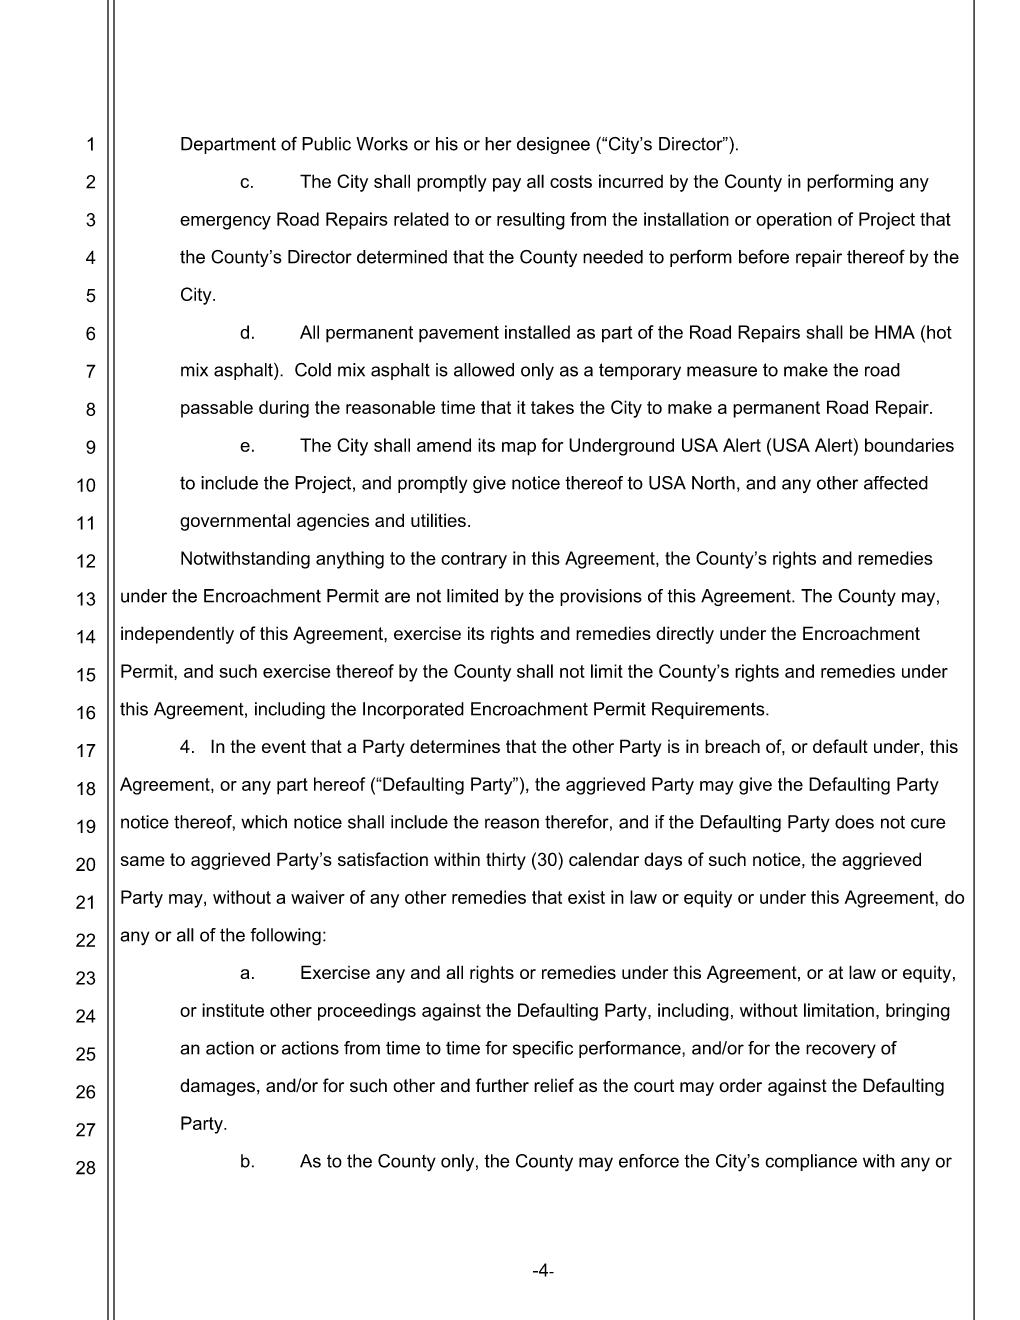 1 Department of Public Works or his or her designee (“City’s Director”).
2 c. The City shall promptly pay all costs incurred by the County in performing any
3 emergency Road Repairs related to or resulting from the installation or operation of Project that
4 the County’s Director determined that the County needed to perform before repair thereof by the
5 City.
6 d. All permanent pavement installed as part of the Road Repairs shall be HMA (hot
7 mix asphalt).  Cold mix asphalt is allowed only as a temporary measure to make the road
8 passable during the reasonable time that it takes the City to make a permanent Road Repair.
9 e. The City shall amend its map for Underground USA Alert (USA Alert) boundaries
10 to include the Project, and promptly give notice thereof to USA North, and any other affected
11 governmental agencies and utilities.
12 Notwithstanding anything to the contrary in this Agreement, the County’s rights and remedies
13 under the Encroachment Permit are not limited by the provisions of this Agreement. The County may,
14 independently of this Agreement, exercise its rights and remedies directly under the Encroachment
15 Permit, and such exercise thereof by the County shall not limit the County’s rights and remedies under
16 this Agreement, including the Incorporated Encroachment Permit Requirements.
17 4. In the event that a Party determines that the other Party is in breach of, or default under, this
18 Agreement, or any part hereof (“Defaulting Party”), the aggrieved Party may give the Defaulting Party
19 notice thereof, which notice shall include the reason therefor, and if the Defaulting Party does not cure
20 same to aggrieved Party’s satisfaction within thirty (30) calendar days of such notice, the aggrieved
21 Party may, without a waiver of any other remedies that exist in law or equity or under this Agreement, do
22 any or all of the following:
23 a. Exercise any and all rights or remedies under this Agreement, or at law or equity,
24 or institute other proceedings against the Defaulting Party, including, without limitation, bringing
25 an action or actions from time to time for specific performance, and/or for the recovery of
26 damages, and/or for such other and further relief as the court may order against the Defaulting
27 Party.
28 b. As to the County only, the County may enforce the City’s compliance with any or
-4-